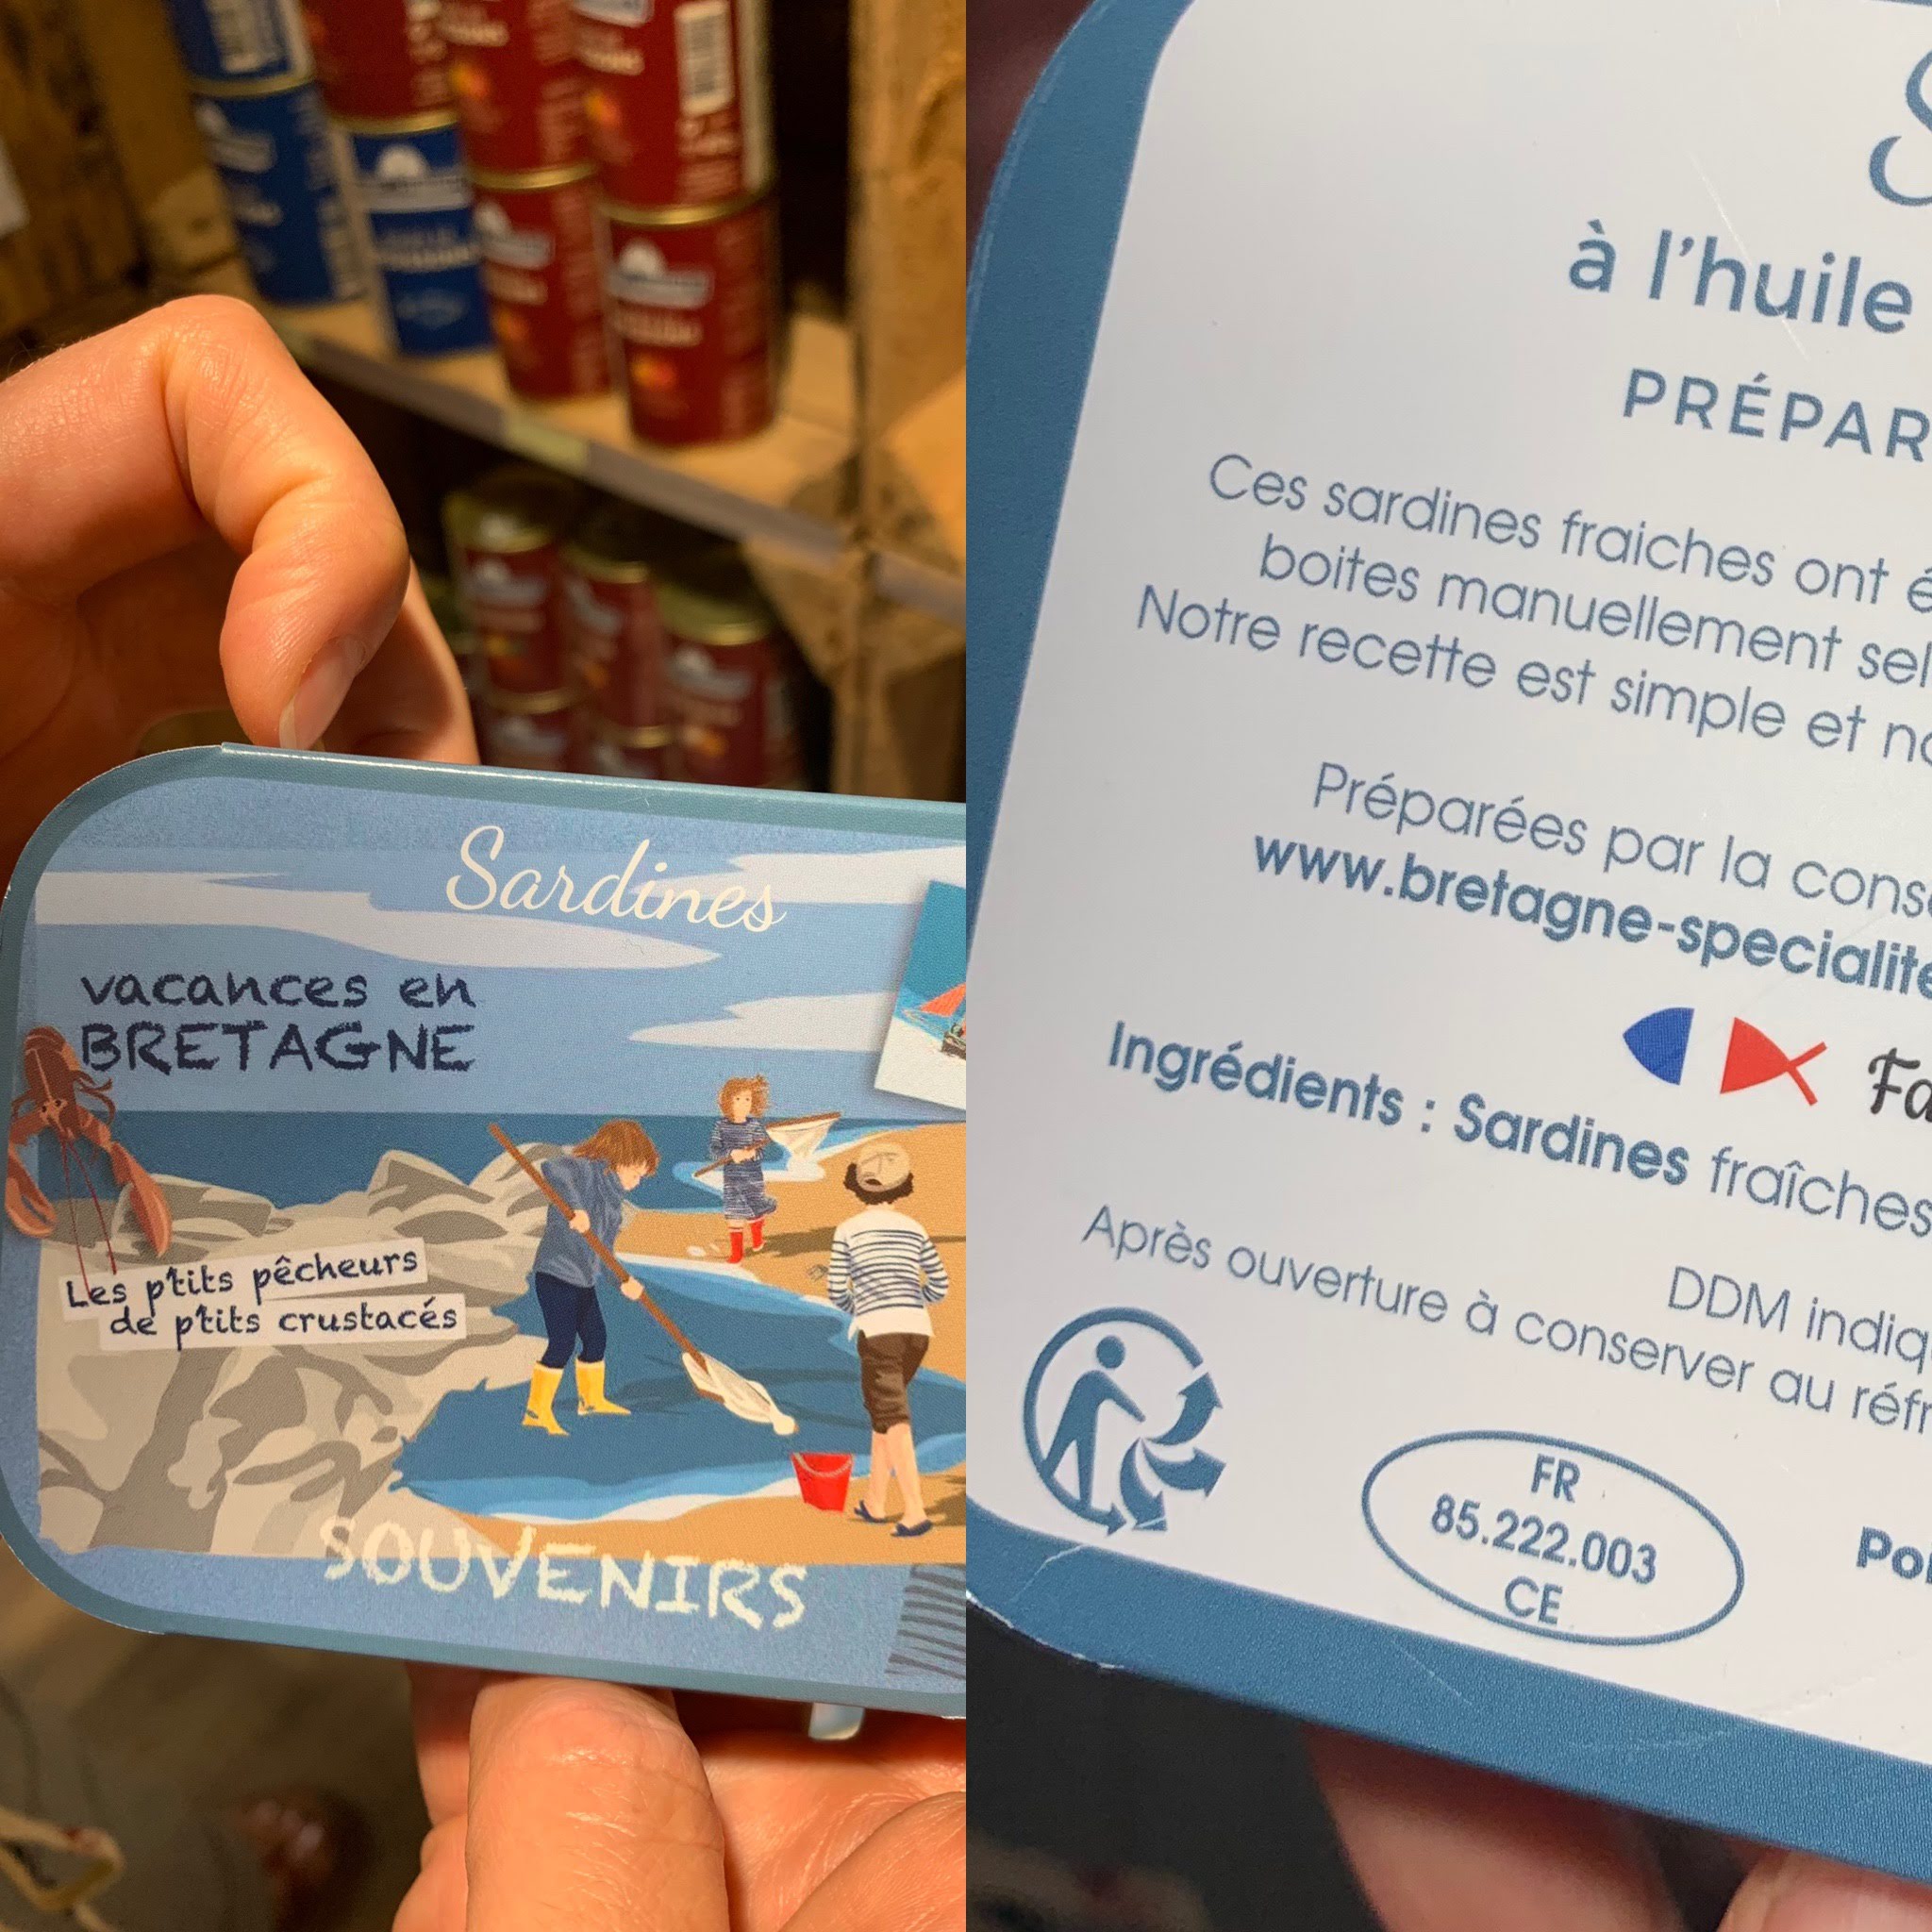 Sardines
vacances en
BRETAGNE
Les p'tits pêcheurs
de p'tits crustacés
SOUVENIRS
à l'huile
PRÉPAR
Ces sardines fraiches ont é
boites manuellement sel
Notre recette est simple et
Préparées par la cons
www.bretagne-specialité
Fa
Ingrédients : Sardines fraîches
DDM indiq
Après ouverture à conserver au réfr
FR
85.222.003
CE